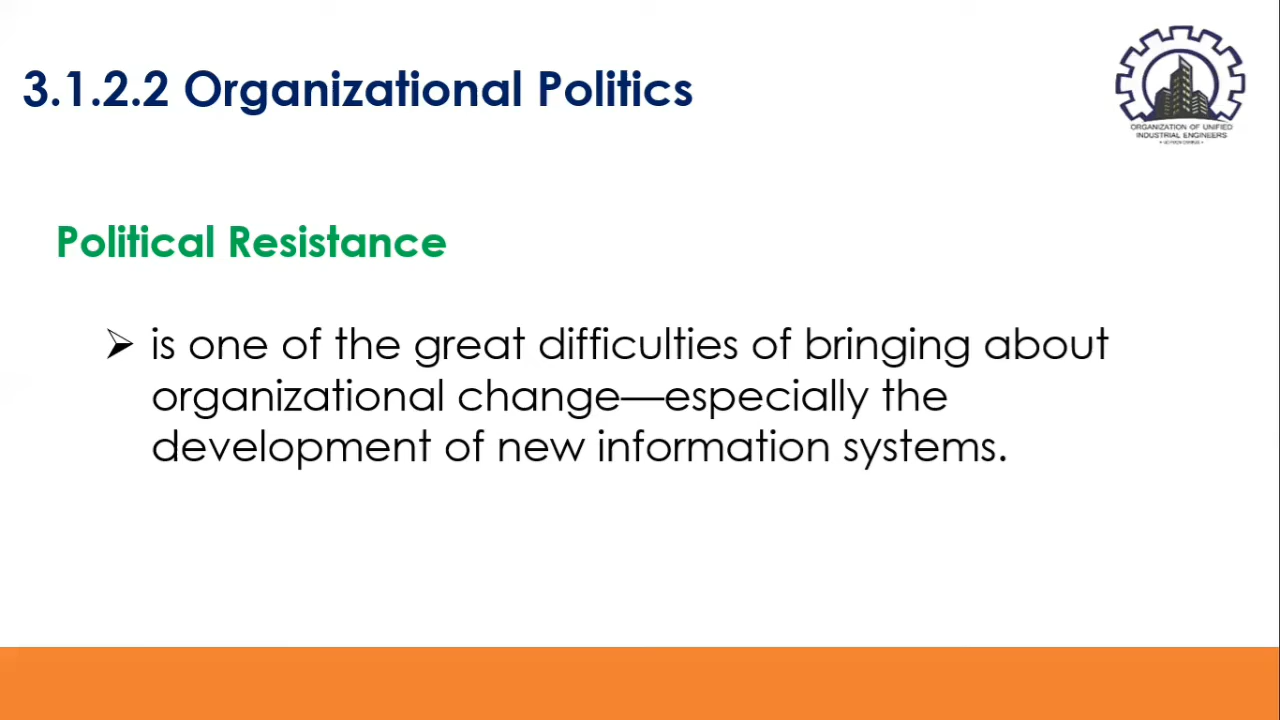 3.1.2.2 Organizational Politics
ORGANIZATION OF UNIFIED
INDUSTRIAL ENGINEERS
Political Resistance
is one of the great difficulties of bringing about
organizational change—especially the
development of new information systems.